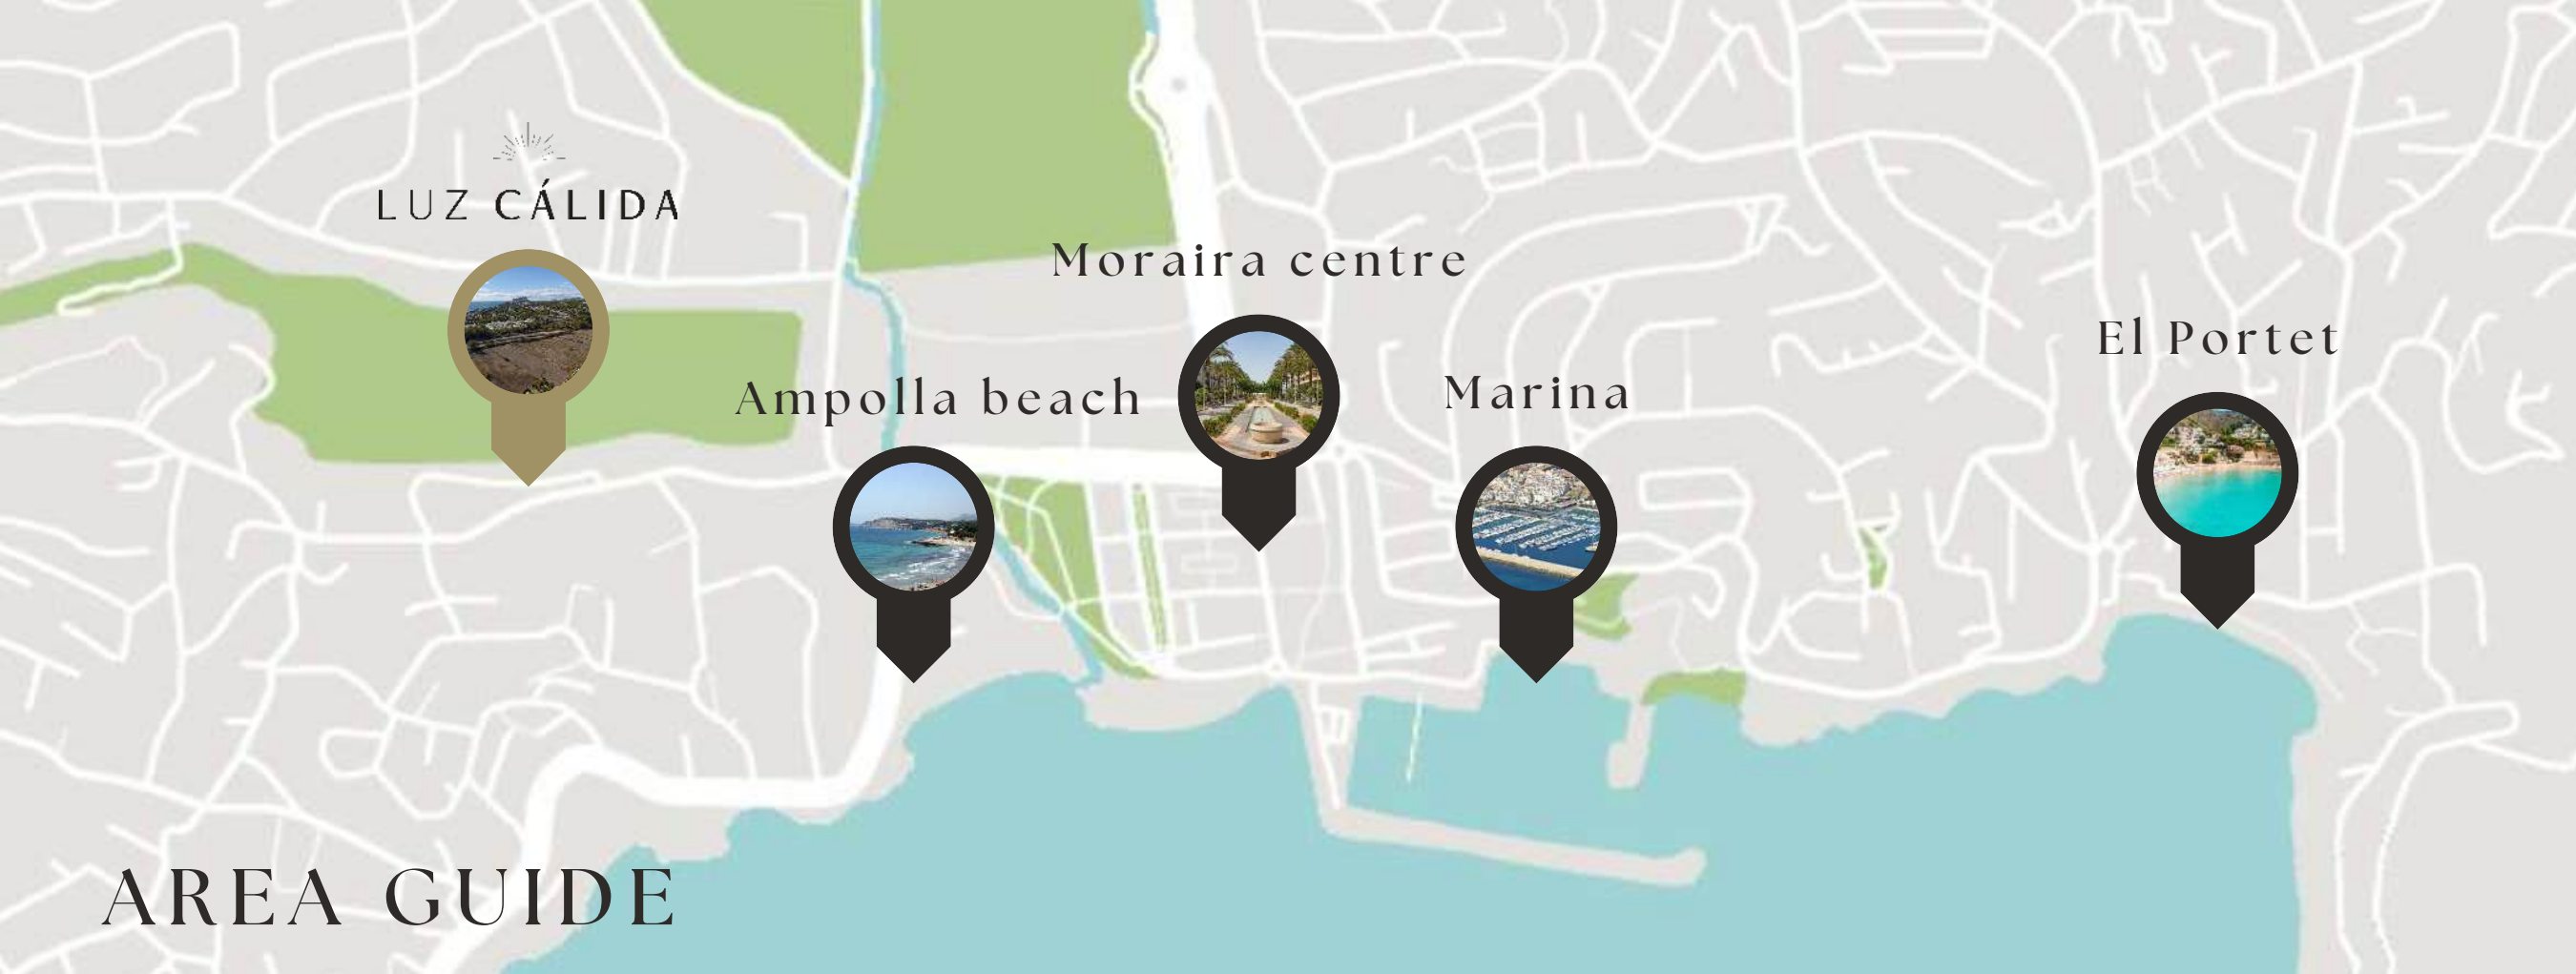 LUZ CÁLIDA
Moraira centre
El Portet
Ampolla beach
Marina
AREA GUIDE